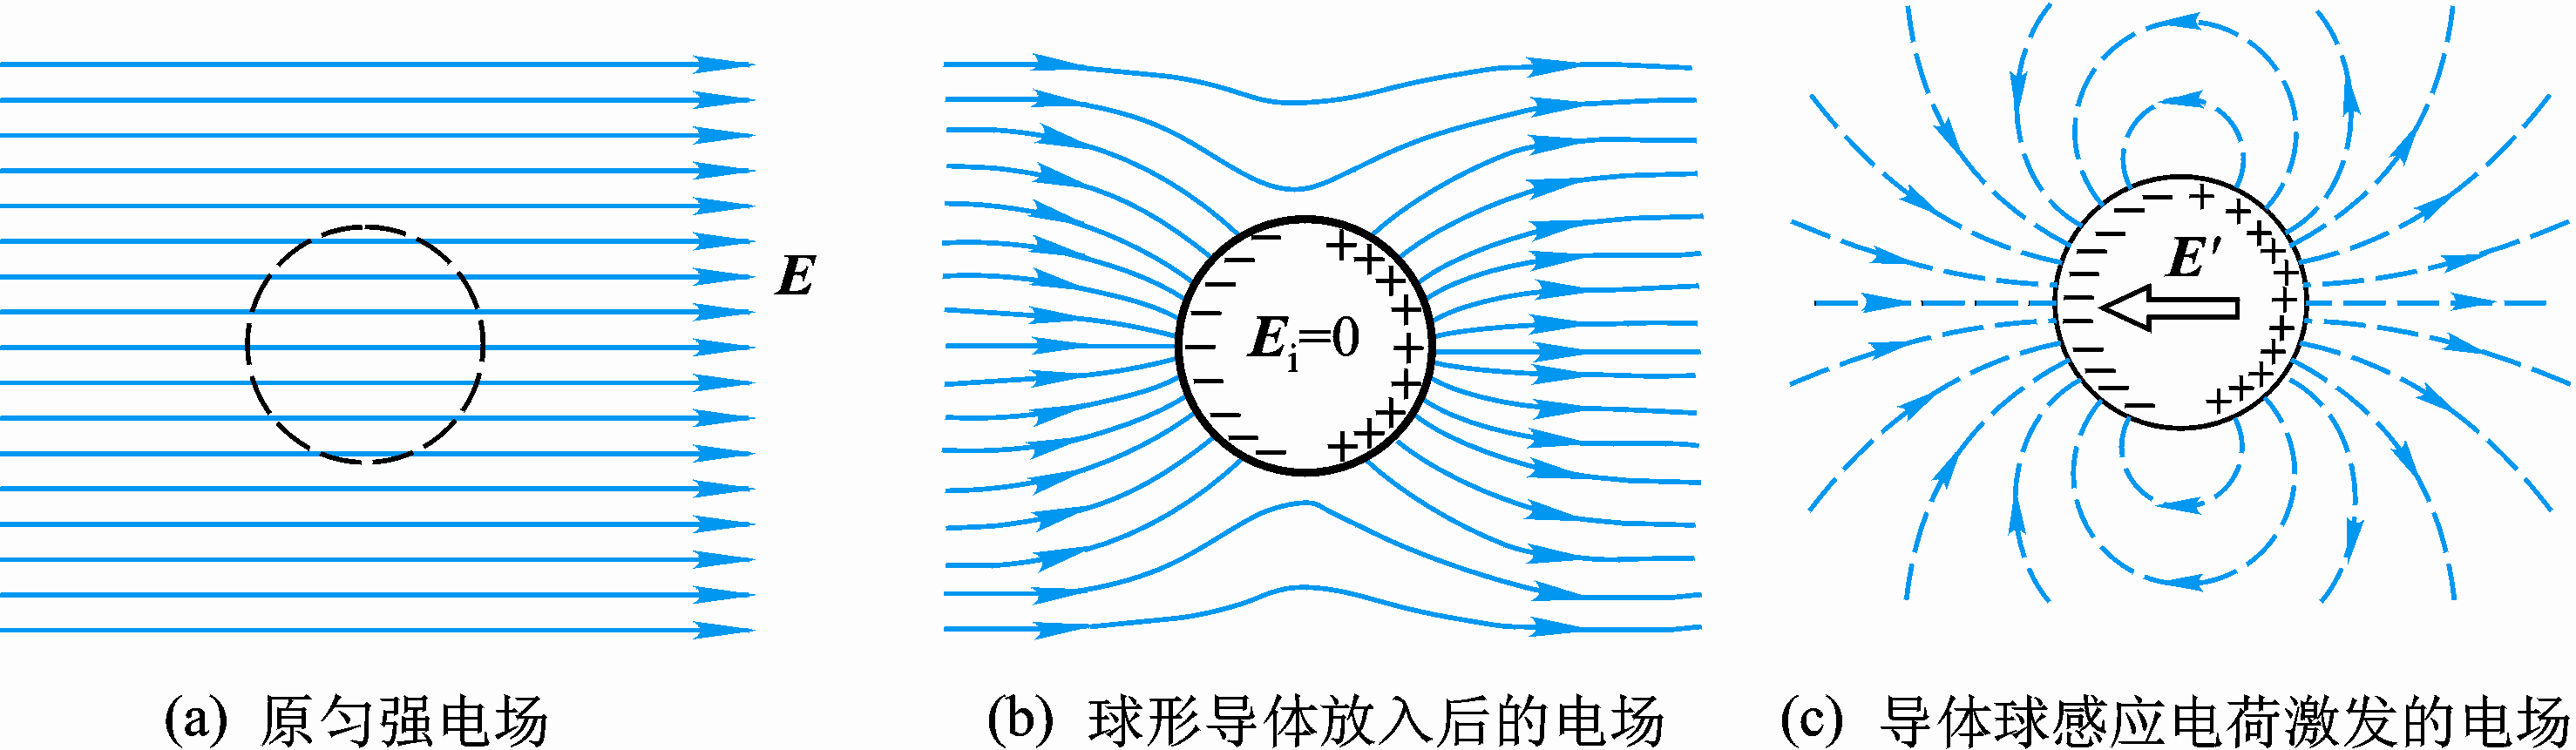 E
E_i=0
E′
(a) 原匀强电场
(b) 球形导体放入后的电场
(c) 导体球感应电荷激发的电场